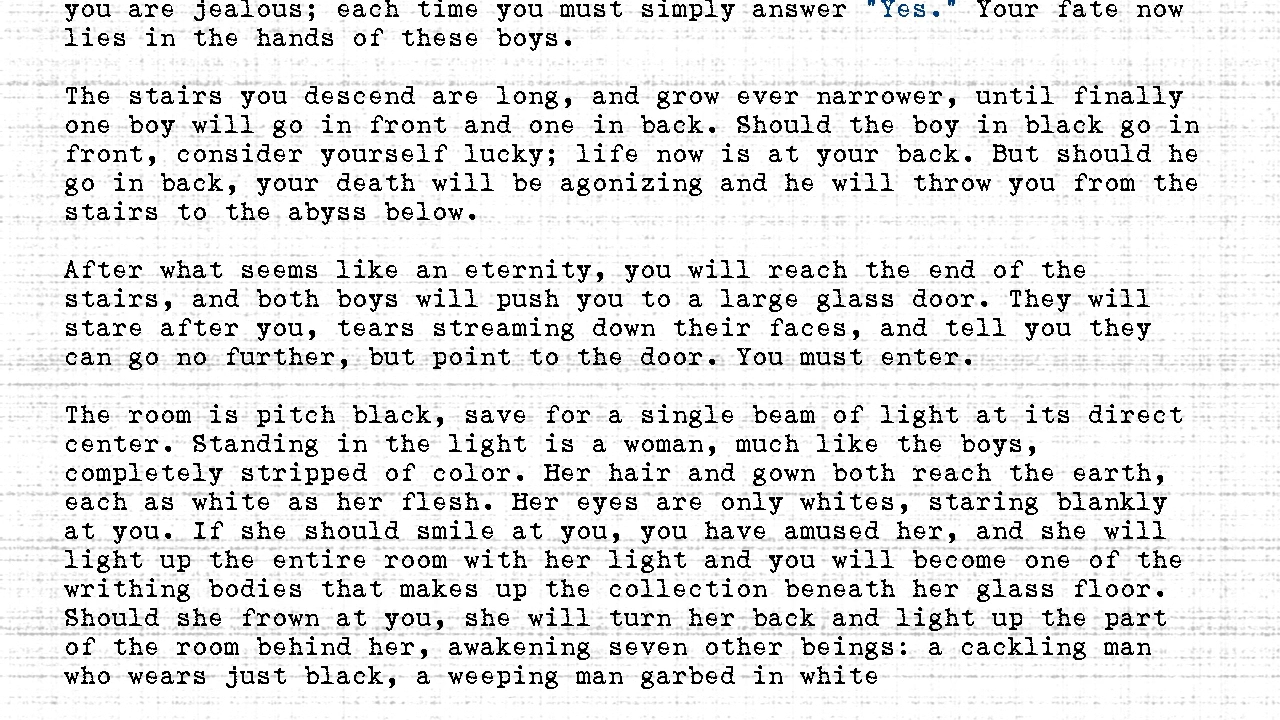 you are jealous; each time you must simply answer "Yes." Your fate now
lies in the hands of these boys.
The stairs you descend are long, and grow ever narrower, until finally
one boy will go in front and one in back. Should the boy in black go in
front, consider yourself lucky; life now is at your back. But should he
go in back, your death will be agonizing and he will throw you from the
stairs to the abyss below.
After what seems like an eternity, you will reach the end of the
stairs, and both boys will push you to a large glass door. They will
stare after you, tears streaming down their faces, and tell you they
can go no further, but point to the door. You must enter.
The room is pitch black, save for a single beam of light at its direct
center. Standing in the light is a woman, much like the boys,
completely stripped of color. Her hair and gown both reach the earth,
each as white as her flesh. Her eyes are only whites, staring blankly
at you. If she should smile at you, you have amused her, and she will
light up the entire room with her light and you will become one of the
writhing bodies that makes up the collection beneath her glass floor.
Should she frown at you, she will turn her back and light up the part
of the room behind her, awakening seven other beings: a cackling man
who wears just black, a weeping man garbed in white